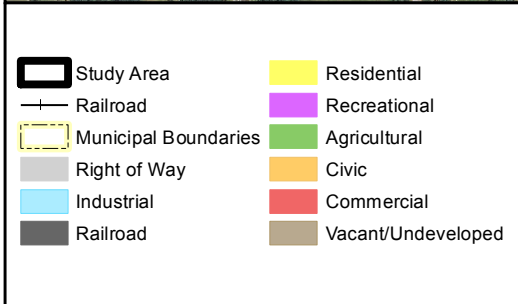 Study Area
Railroad
Municipal Boundaries
Right of Way
Industrial
Railroad
Residential
Recreational
Agricultural
Civic
Commercial
Vacant/Undeveloped